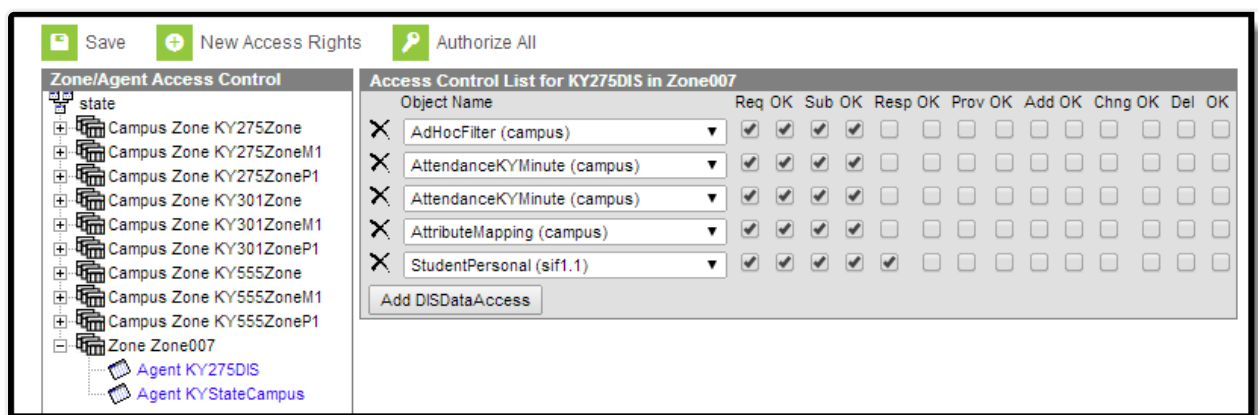 Save New Access Rights Authorize All
Zone/Agent Access Control
state
Campus Zone KY275Zone
Campus Zone KY275ZoneM1
Campus Zone KY275ZoneP1
Campus Zone KY301Zone
Campus Zone KY301ZoneM1
Campus Zone KY301ZoneP1
Campus Zone KY555Zone
Campus Zone KY555ZoneM1
Campus Zone KY555ZoneP1
Zone Zone007
Agent KY275DIS
Agent KYStateCampus
Access Control List for KY275DIS in Zone007
Object Name Req OK Sub OK Resp OK Prov OK Add OK Chng OK Del OK
AdHocFilter (campus)
AttendanceKYMinute (campus)
AttendanceKYMinute (campus)
AttributeMapping (campus)
StudentPersonal (sif1.1)
Add DISDataAccess